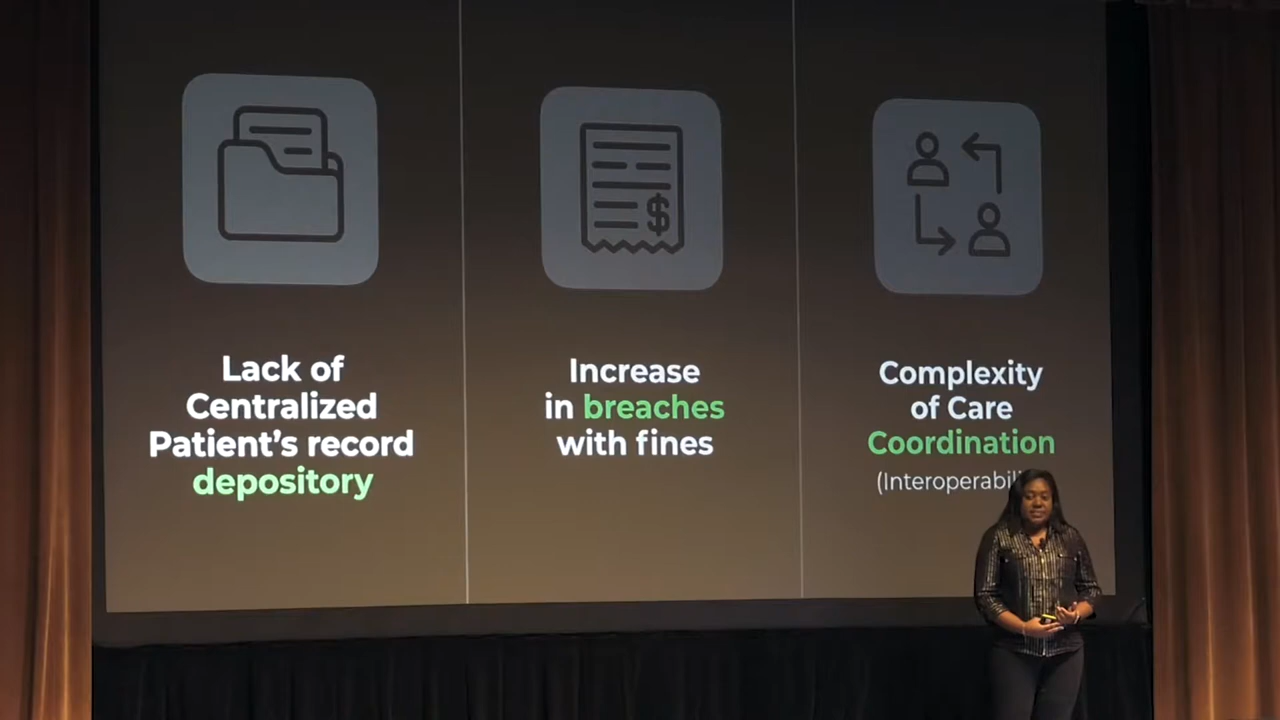 Lack of
Centralized
Patient's record
depository
$
Increase
in breaches
with fines
Complexity
of Care
Coordination